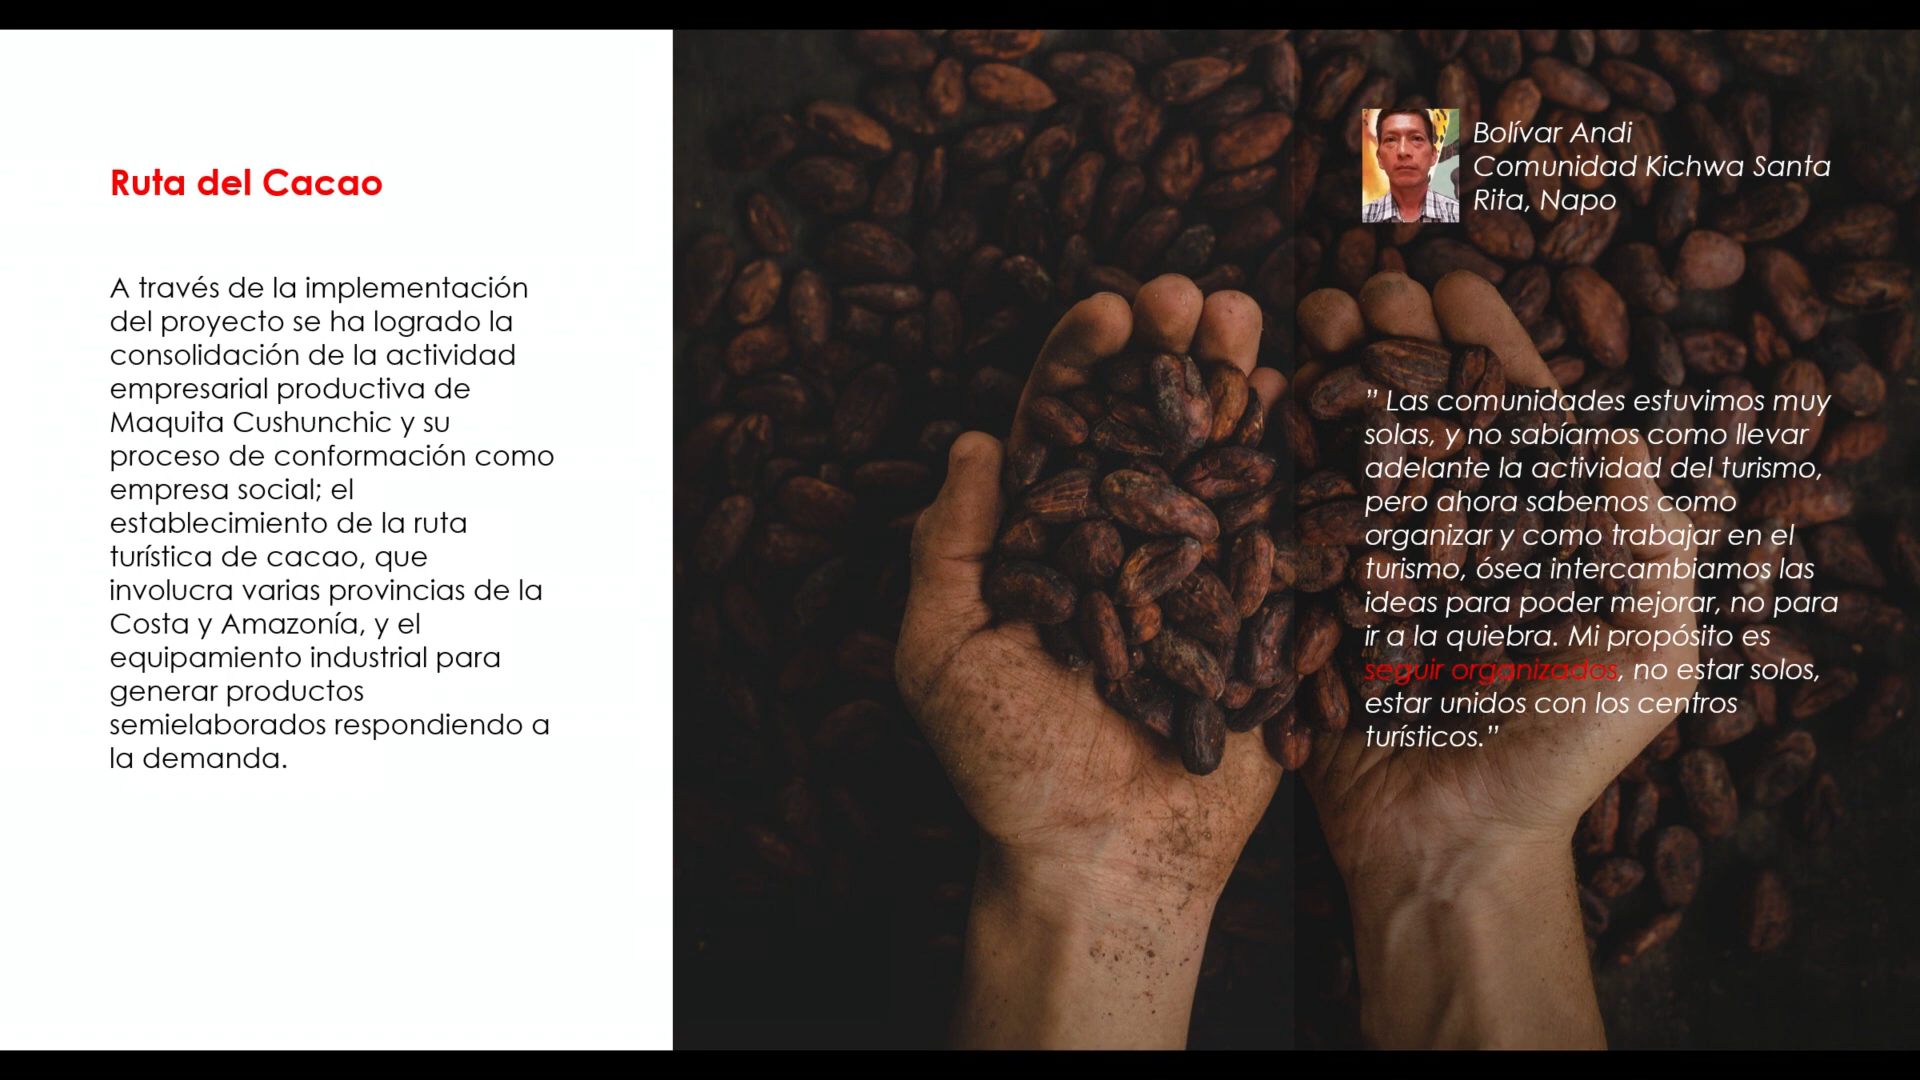 Ruta del Cacao
A través de la implementación
del proyecto se ha logrado la
consolidación de la actividad
empresarial productiva de
Maquita Cushunchic y su
proceso de conformación como
empresa social; el
establecimiento de la ruta
turística de cacao, que
involucra varias provincias de la
Costa y Amazonía, y el
equipamiento industrial para
generar productos
semielaborados respondiendo a
la demanda.
Bolívar Andi
Comunidad Kichwa Santa
Rita, Napo
” Las comunidades estuvimos muy
solas, y no sabíamos como llevar
adelante la actividad del turismo,
pero ahora sabemos como
organizar y como trabajar en el
turismo, ósea intercambiamos las
ideas para poder mejorar, no para
ir a la quiebra. Mi propósito es
seguir organizados, no estar solos,
estar unidos con los centros
turísticos.”